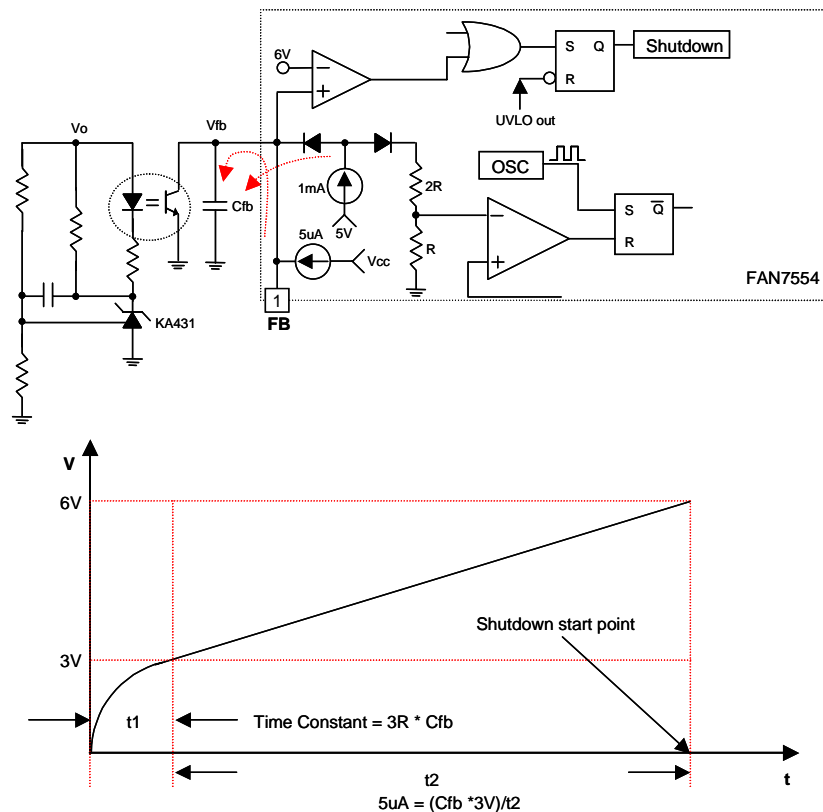 6V
S Q
Shutdown
R
UVLO out
Vo
Vfb
OSC
1mA
2R
Cfb
5V
S Q
5uA
R
R
Vcc
FAN7554
1
KA431
FB
V
6V
Shutdown start point
3V
t1
Time Constant = 3R * Cfb
t2
t
5uA = (Cfb *3V)/t2